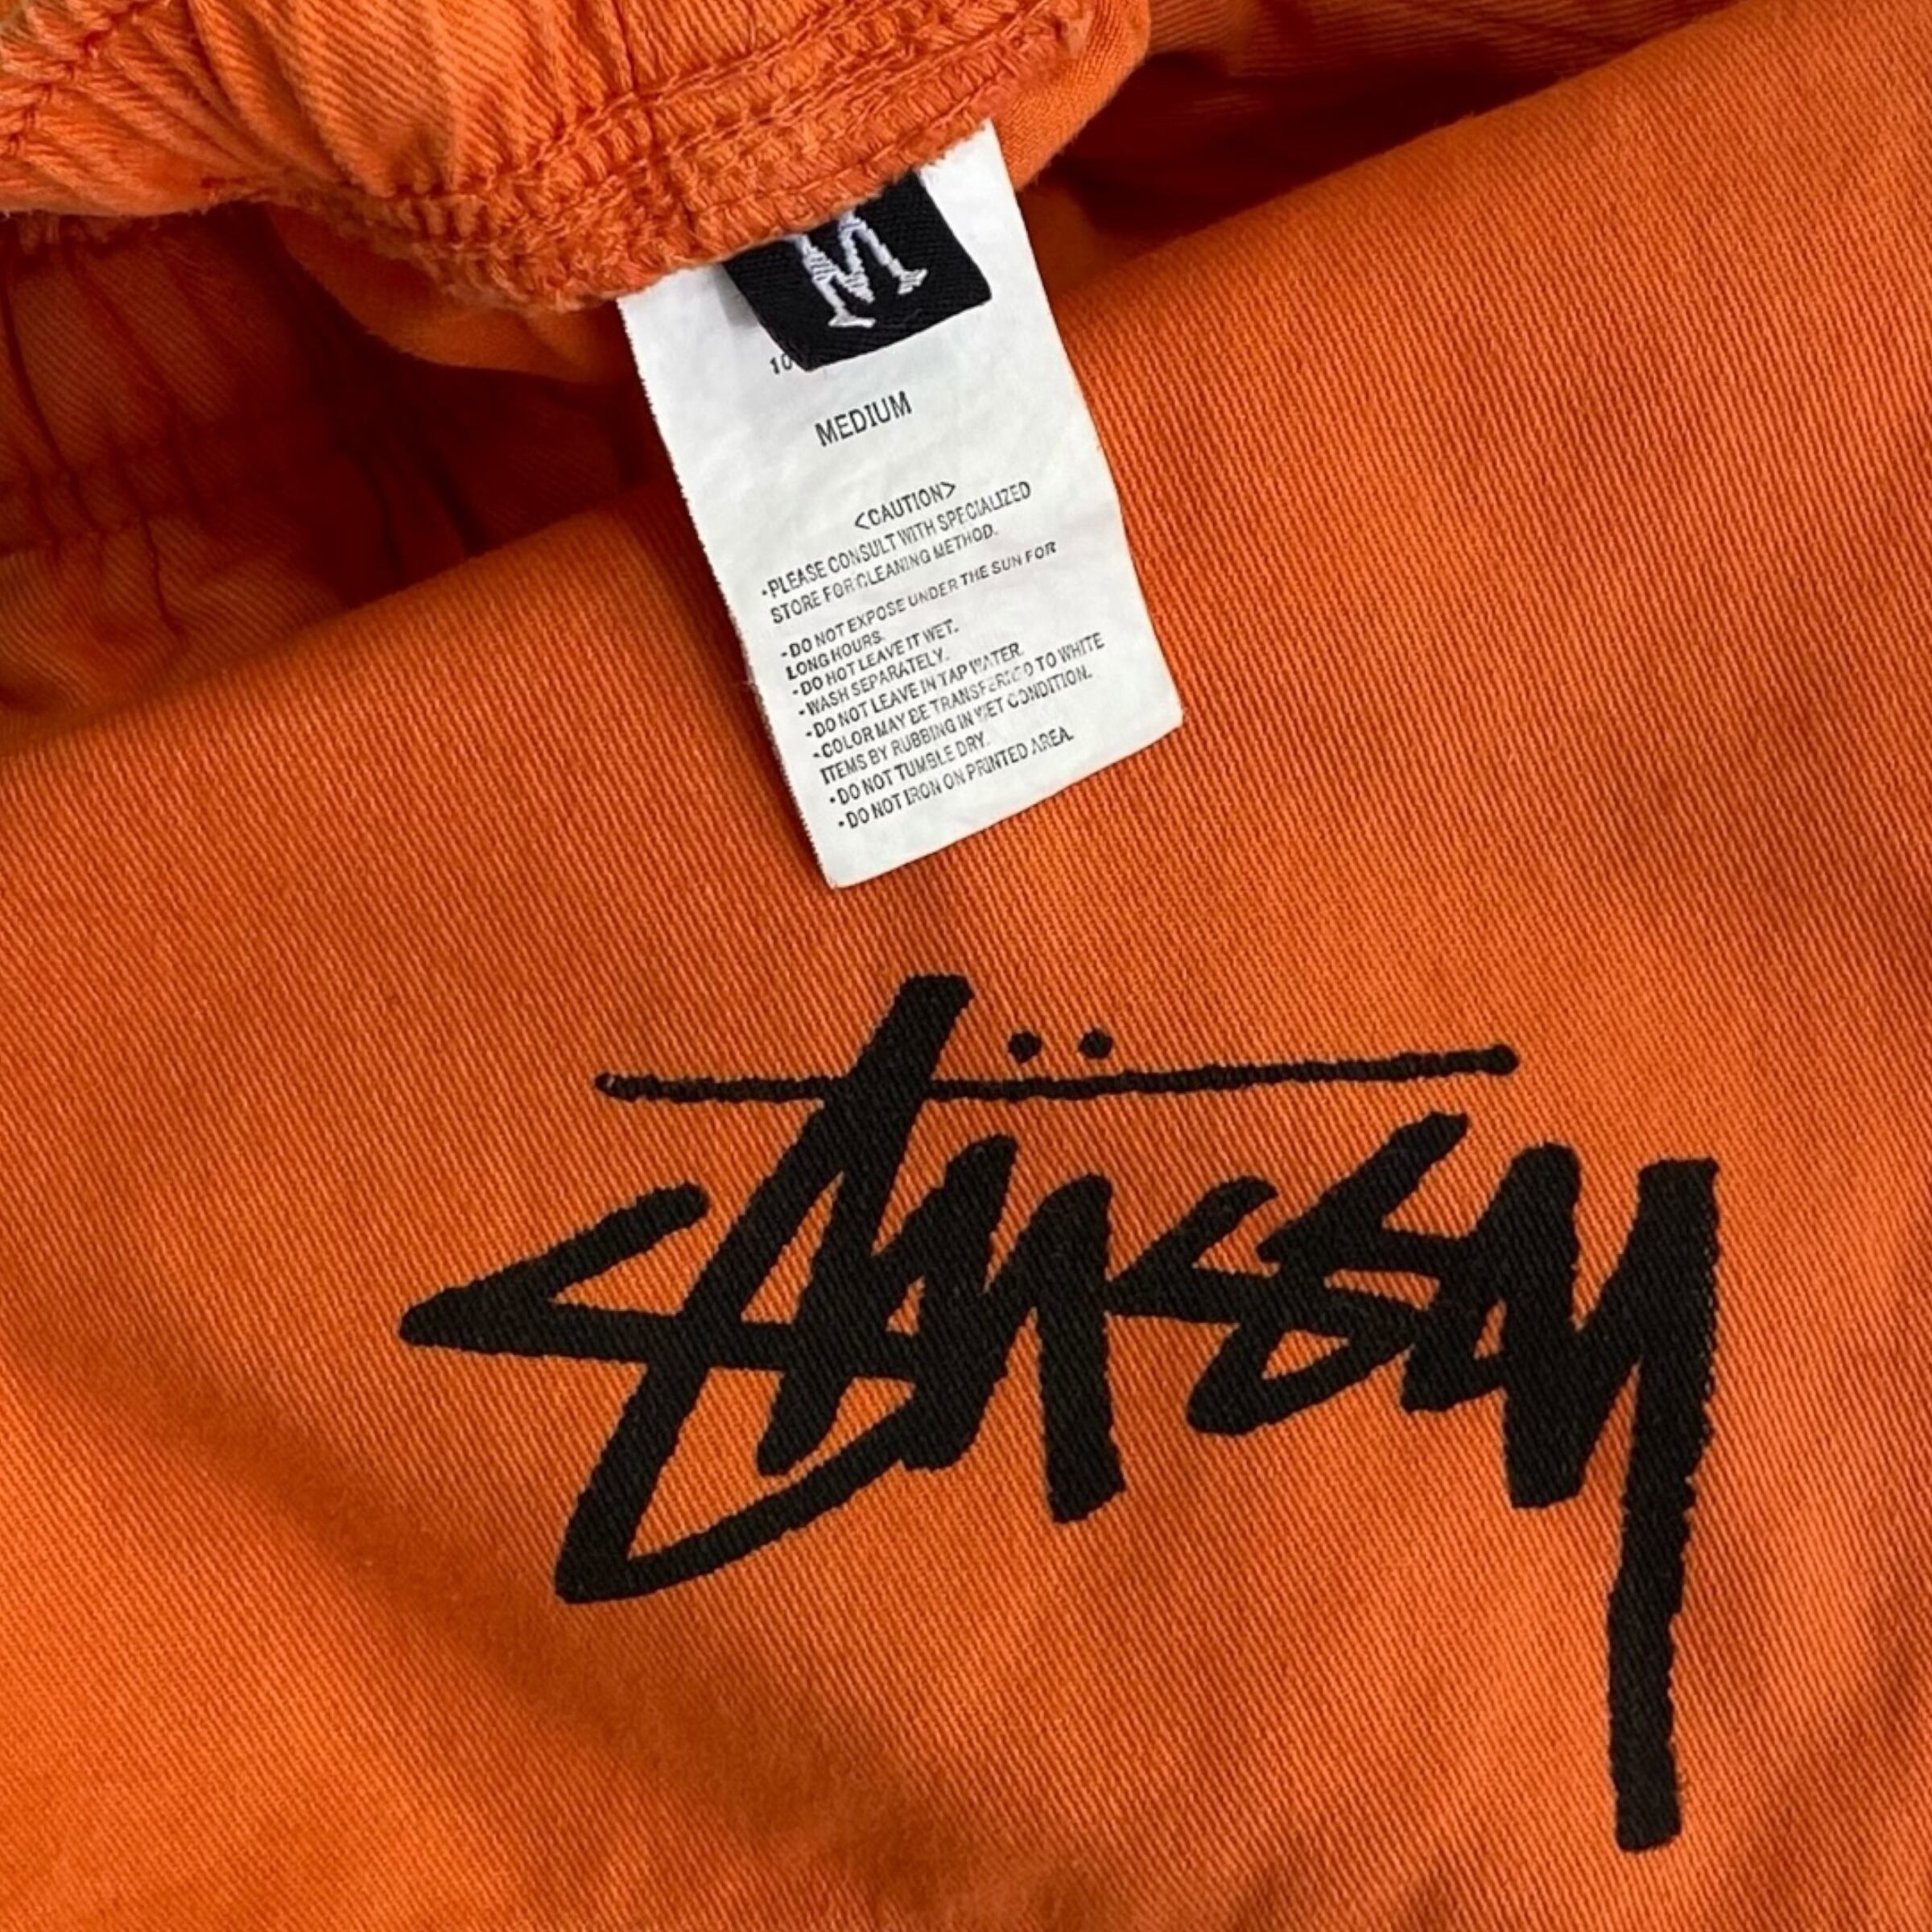 M
10
MEDIUM
<CAUTION>
·PLEASE CONSULT WITH SPECIALIZED
STORE FOR CLEANING METHOD.
-DO NOT EXPOSE UNDER THE SUN FOR
LONG HOURS.
-DO NOT LEAVE IT WET.
-WASH SEPARATELY.
-DO NOT LEAVE IN TAP WATER.
-COLOR MAY BE TRANSFERRED TO WHITE
ITEMS BY RUBBING IN WET CONDITION.
·DO NOT TUMBLE DRY.
-DO NOT IRON ON PRINTED AREA.
Stüssy